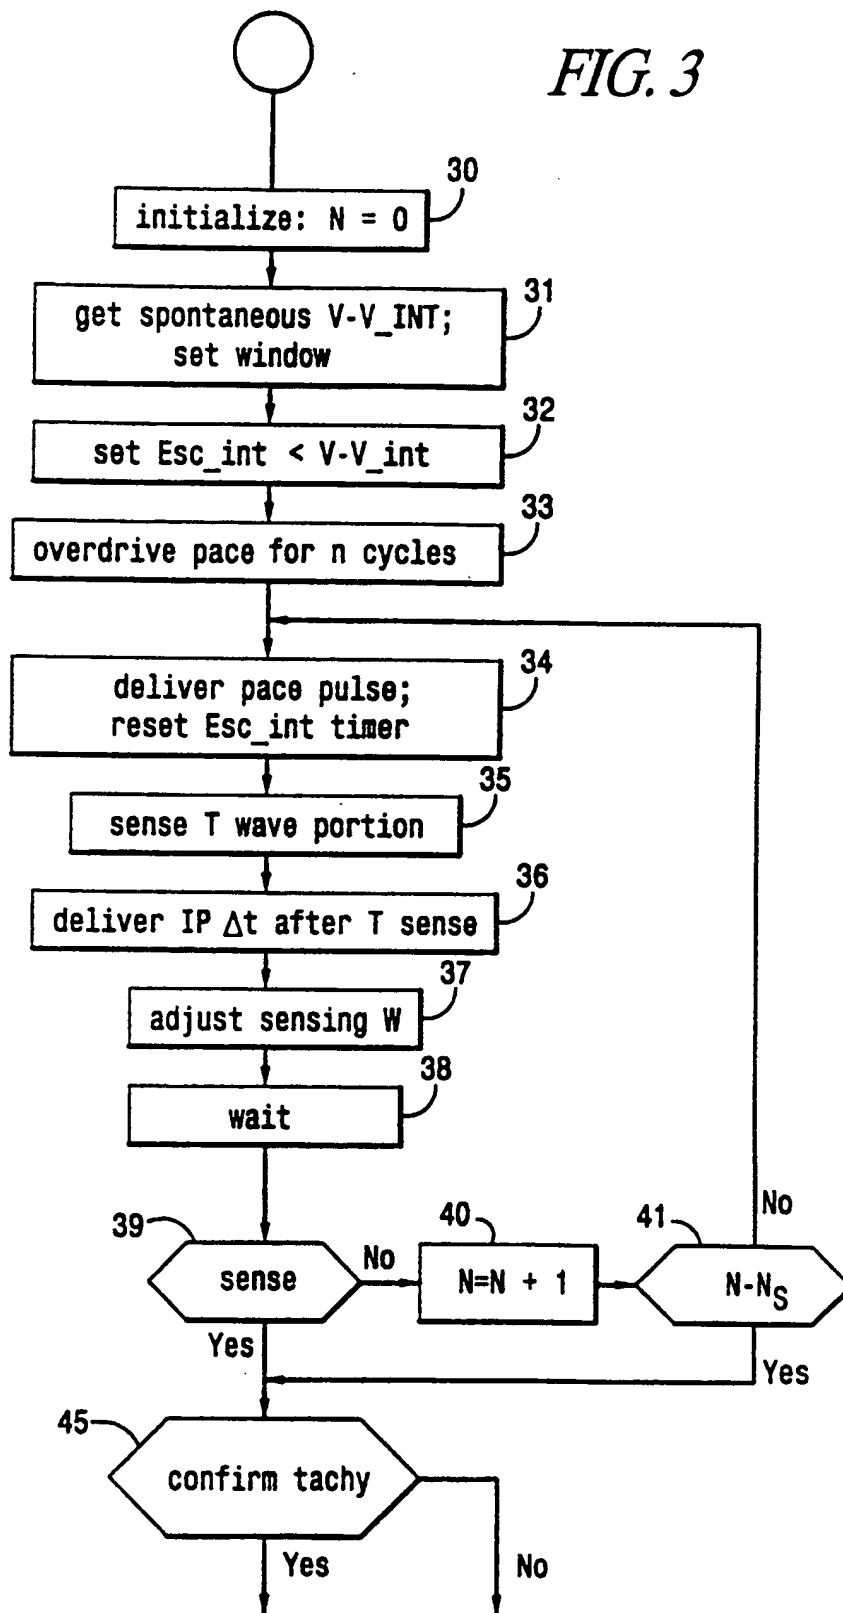 FIG. 3
30
initialize: N = 0
31
get spontaneous V-V_INT;
set window
32
set Esc_int < V-V_int
33
overdrive pace for n cycles
34
deliver pace pulse;
reset Esc_int timer
35
sense T wave portion
36
deliver IP Δt after T sense
37
adjust sensing W
38
wait
39
sense
No
40
N=N + 1
41
N-NS
No
Yes
Yes
45
confirm tachy
Yes
No